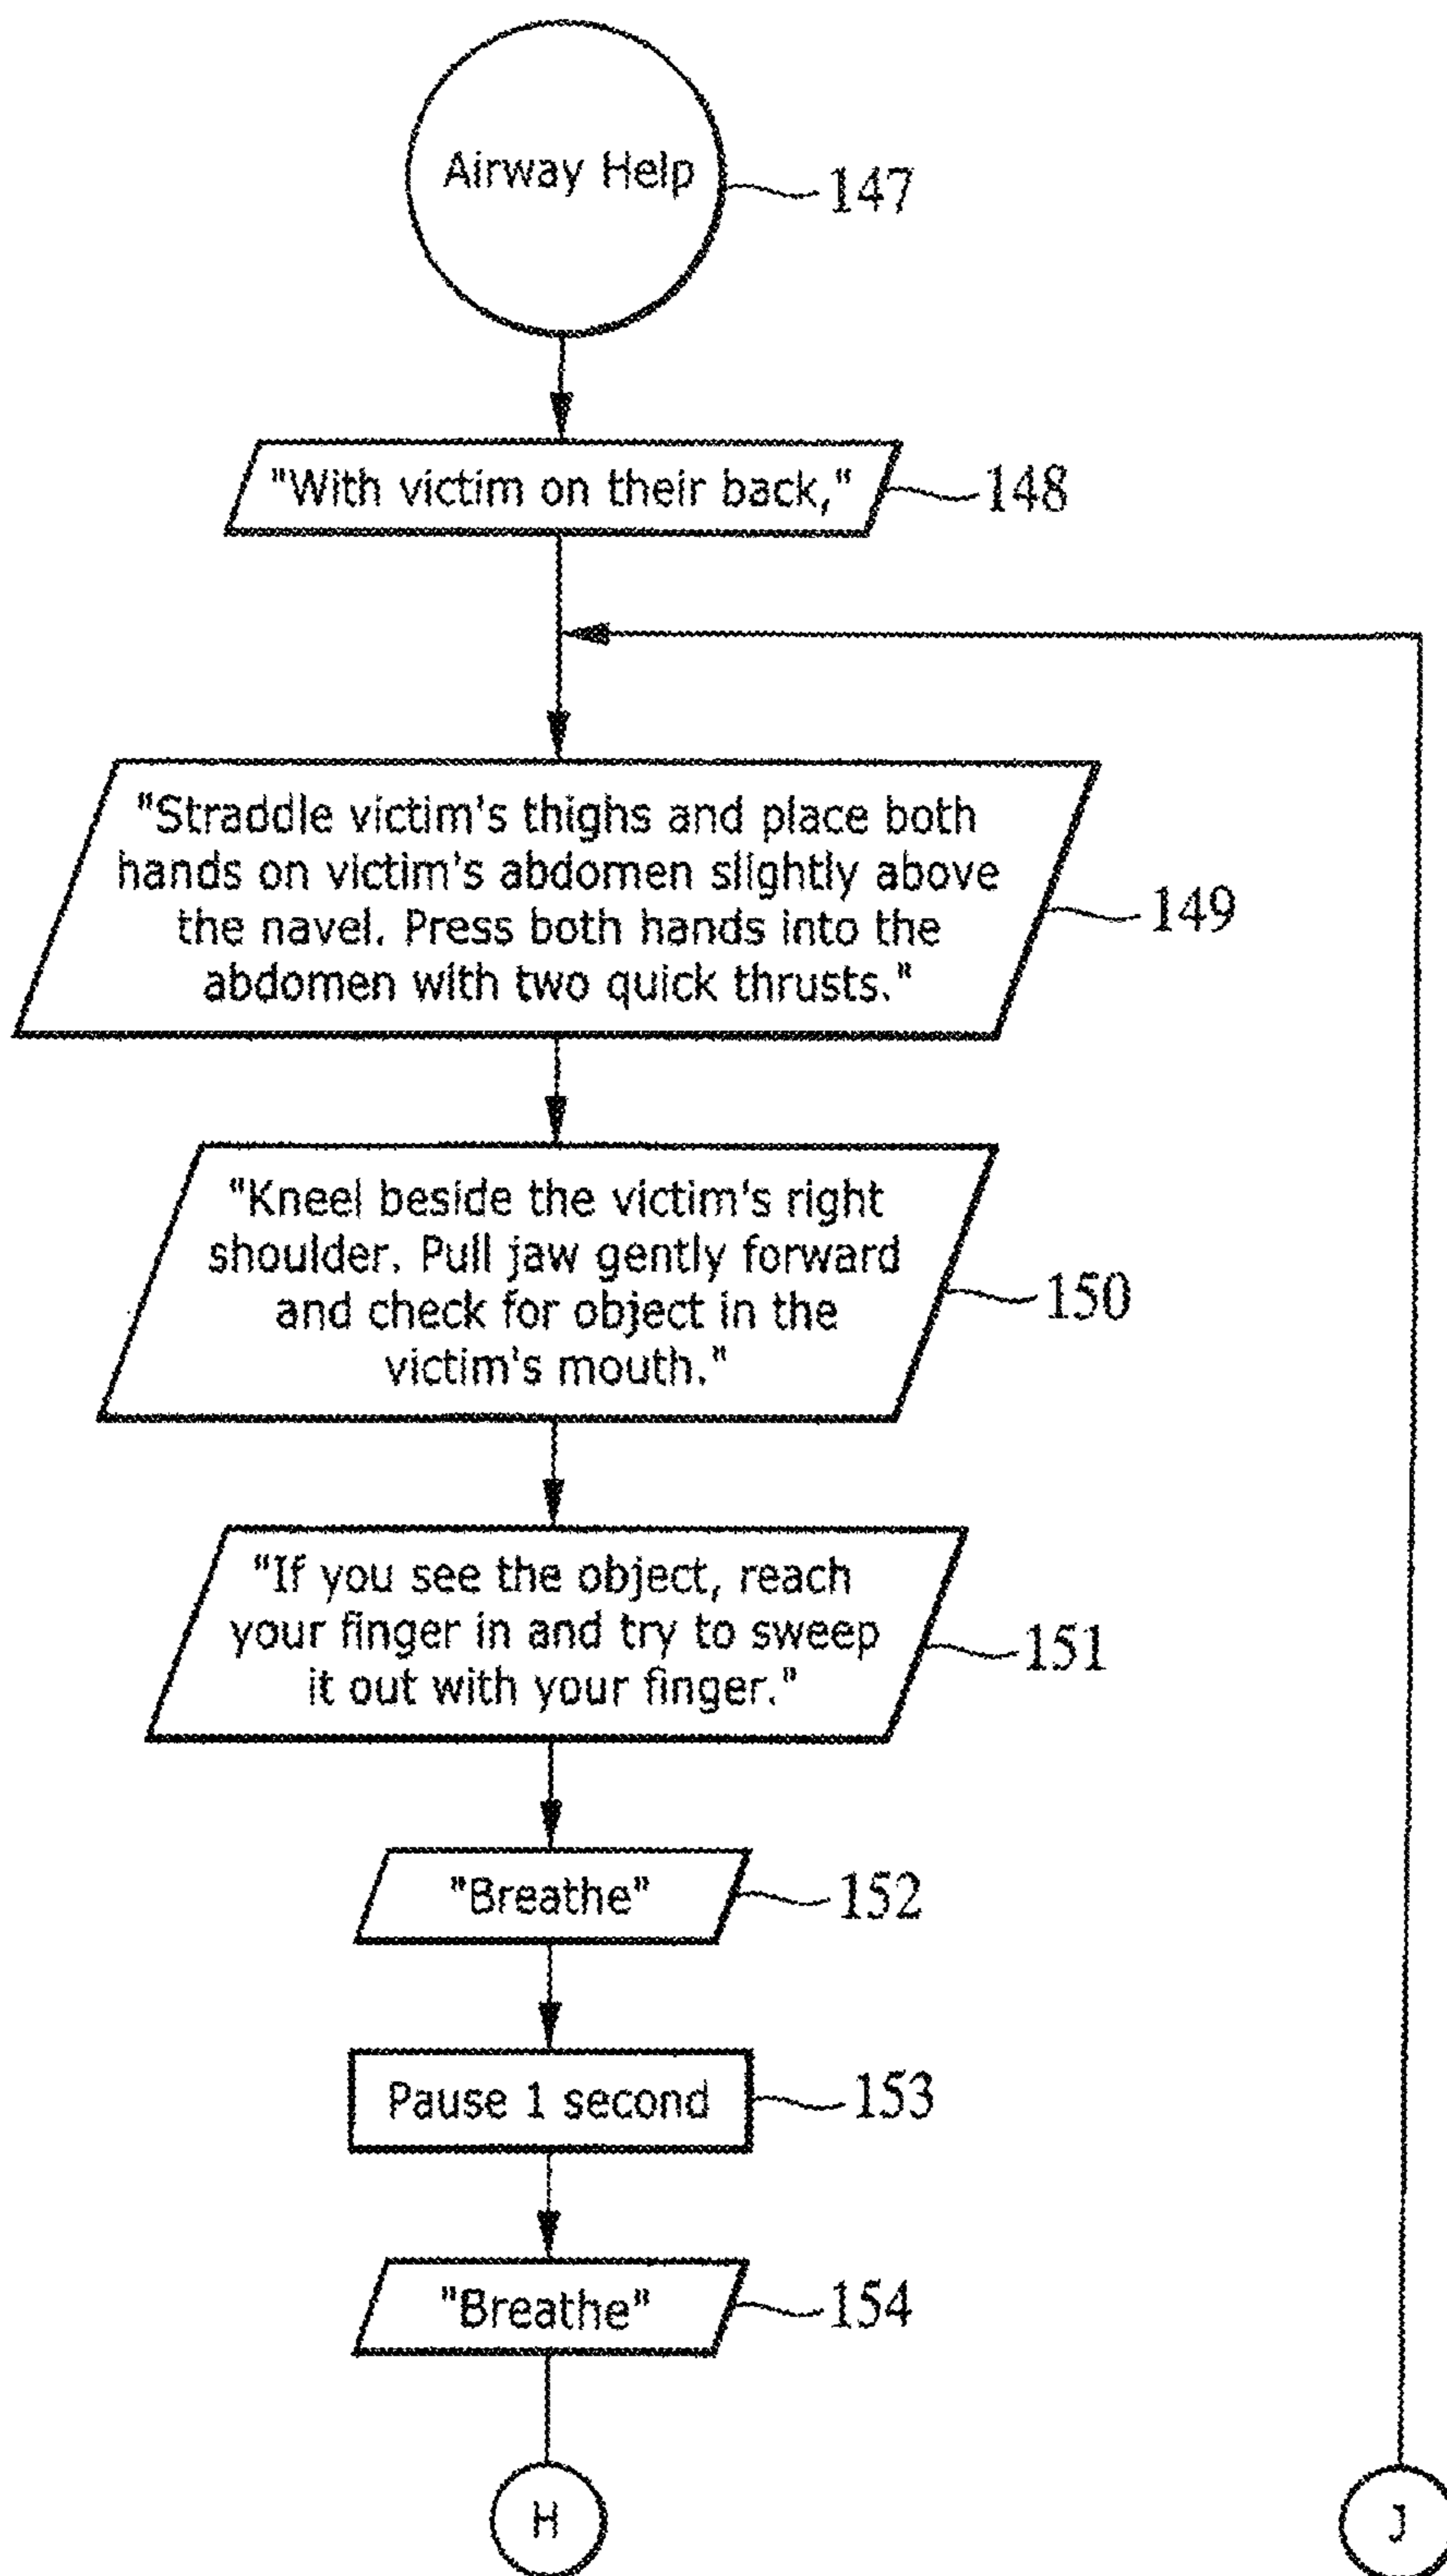 Airway Help
147
"With victim on their back,"
148
"Straddle victim's thighs and place both
hands on victim's abdomen slightly above
the navel. Press both hands into the
abdomen with two quick thrusts."
149
"Kneel beside the victim's right
shoulder. Pull jaw gently forward
and check for object in the
victim's mouth."
150
"If you see the object, reach
your finger in and try to sweep
it out with your finger."
151
"Breathe"
152
Pause 1 second
153
"Breathe"
154
H
J